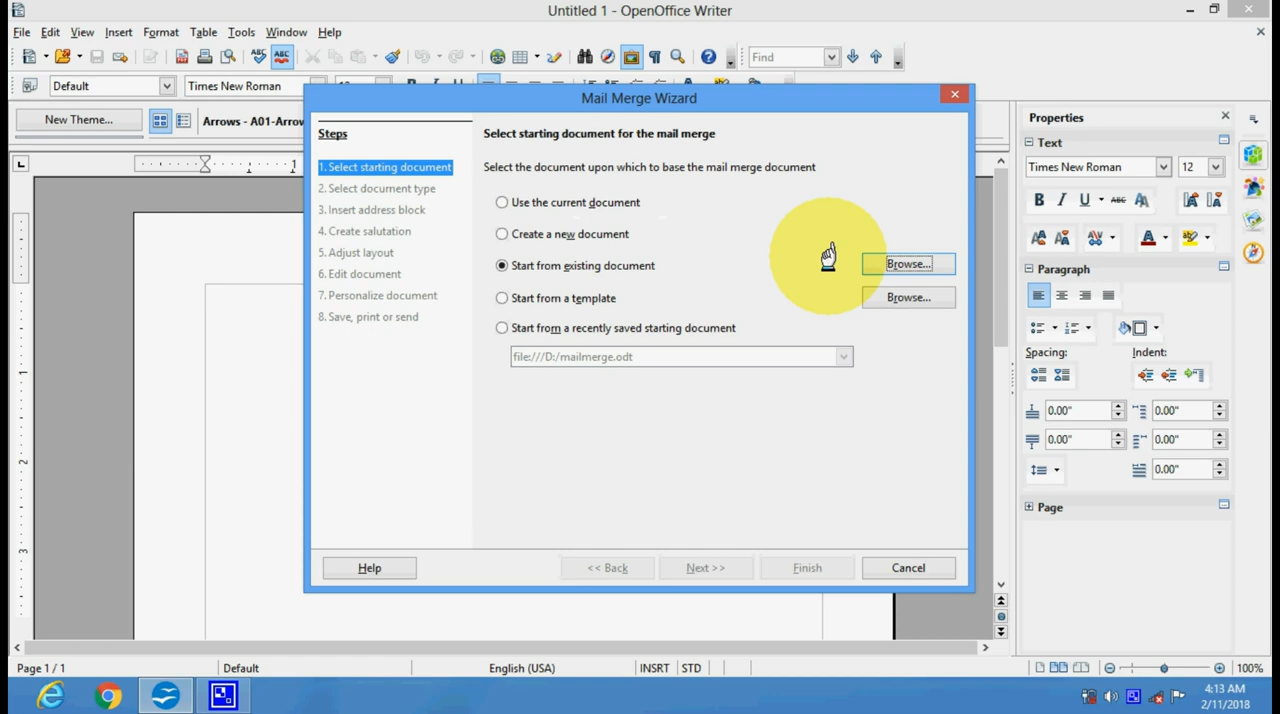 Untitled 1 - OpenOffice Writer
File Edit View Insert Format Table Tools Window Help
Find
Default Times New Roman
New Theme... Arrows - A01-Arrow
Mail Merge Wizard
Steps
1. Select starting document
2. Select document type
3. Insert address block
4. Create salutation
5. Adjust layout
6. Edit document
7. Personalize document
8. Save, print or send
Select starting document for the mail merge
Select the document upon which to base the mail merge document
Use the current document
Create a new document
Start from existing document Browse...
Start from a template Browse...
Start from a recently saved starting document
file:///D:/mailmerge.odt
Help << Back Next >> Finish Cancel
Properties
Text
Times New Roman 12
B I U ABC
Paragraph
Spacing: Indent:
0.00" 0.00"
0.00" 0.00"
0.00"
Page
1
1
2
3
Page 1 / 1 Default English (USA) INSRT STD 100%
4:13 AM
2/11/2018